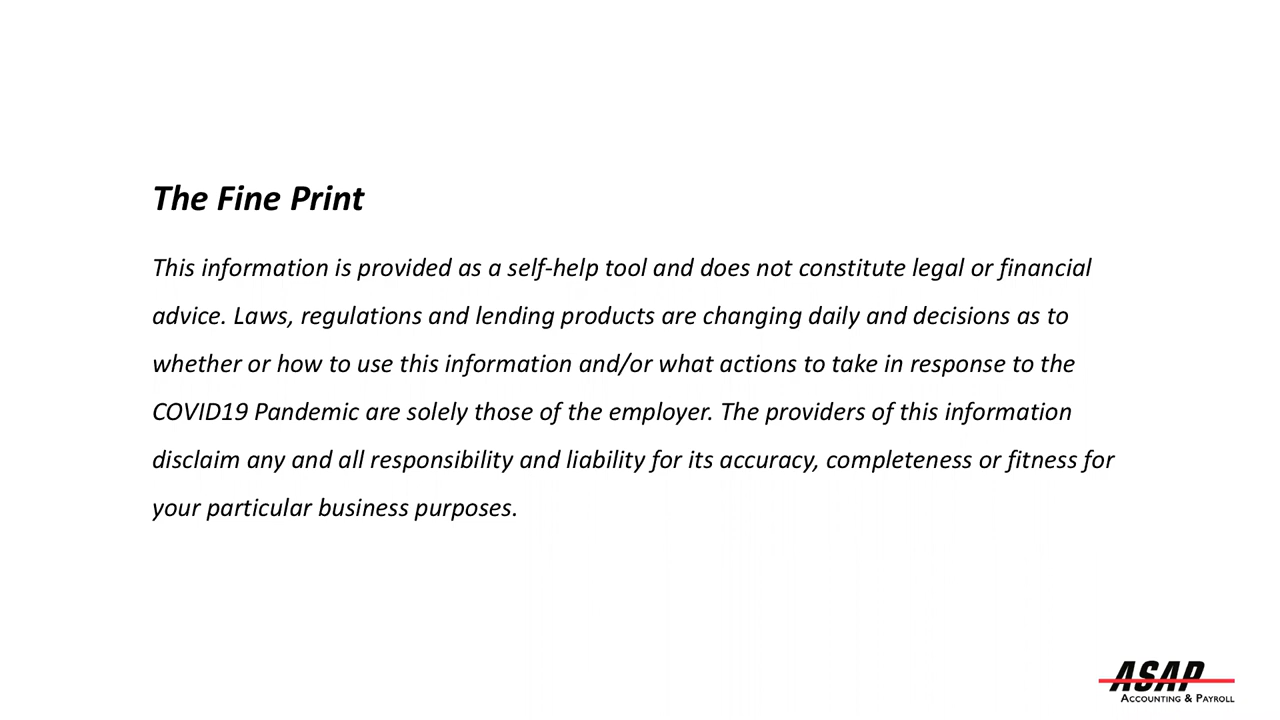 The Fine Print
This information is provided as a self-help tool and does not constitute legal or financial
advice. Laws, regulations and lending products are changing daily and decisions as to
whether or how to use this information and/or what actions to take in response to the
COVID19 Pandemic are solely those of the employer. The providers of this information
disclaim any and all responsibility and liability for its accuracy, completeness or fitness for
your particular business purposes.
ASAP
Accounting & Payroll